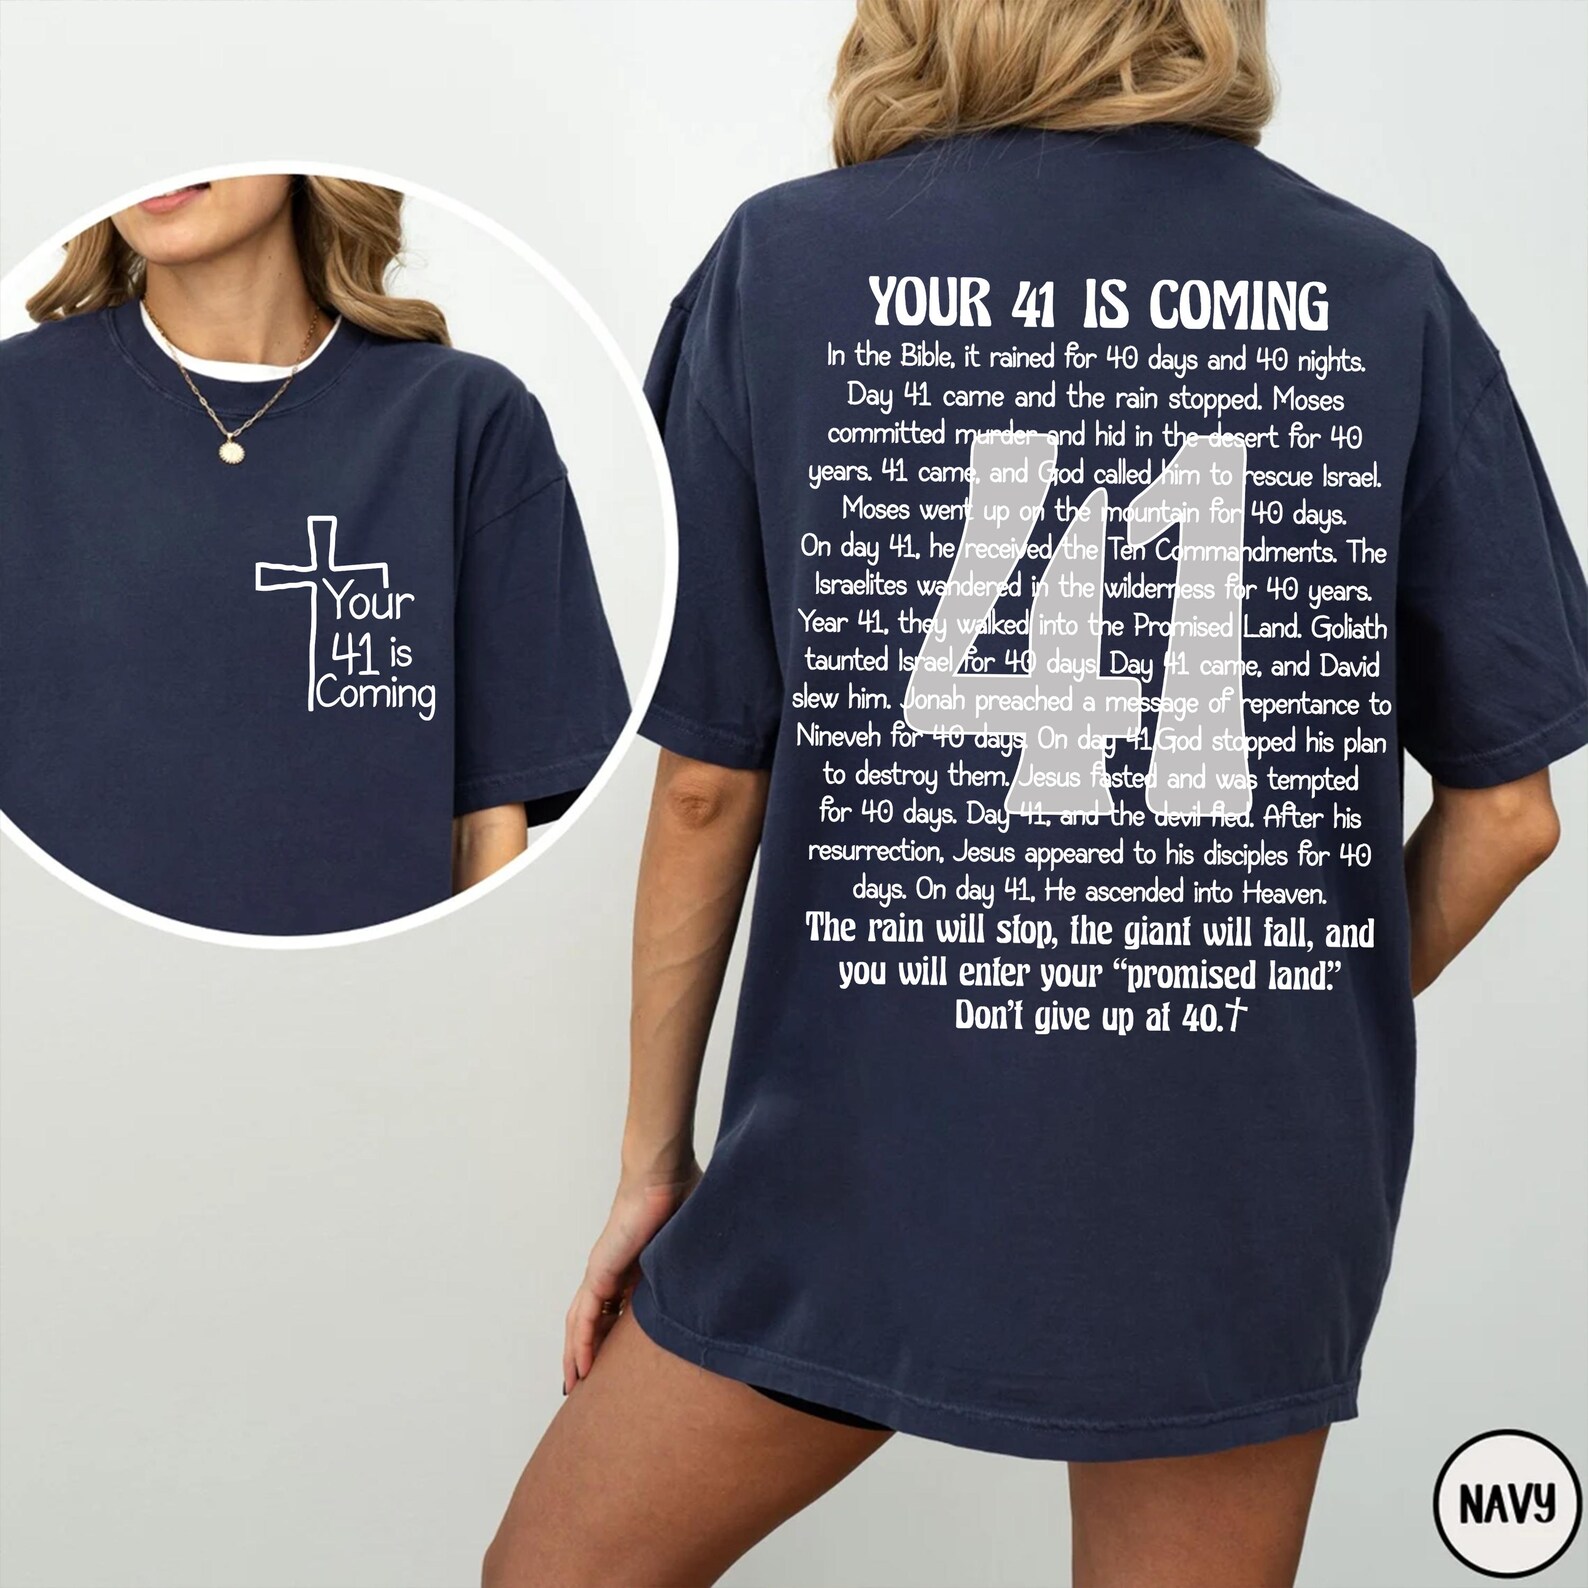 Your
41 is
Coming
YOUR 41 IS COMING
In the Bible, it rained for 40 days and 40 nights.
Day 41 came and the rain stopped. Moses
committed murder and hid in the desert for 40
years. 41 came, and God called him to rescue Israel.
Moses went up on the mountain for 40 days.
On day 41, he received the Ten Commandments. The
Israelites wandered in the wilderness for 40 years.
Year 41, they walked into the Promised Land. Goliath
taunted Israel for 40 days. Day 41 came, and David
slew him. Jonah preached a message of repentance to
Nineveh for 40 days. On day 41 God stopped his plan
to destroy them. Jesus fasted and was tempted
for 40 days. Day 41, and the devil fled. After his
resurrection, Jesus appeared to his disciples for 40
days. On day 41, He ascended into Heaven.
The rain will stop, the giant will fall, and
you will enter your “promised land.”
Don't give up at 40.†
41
NAVY